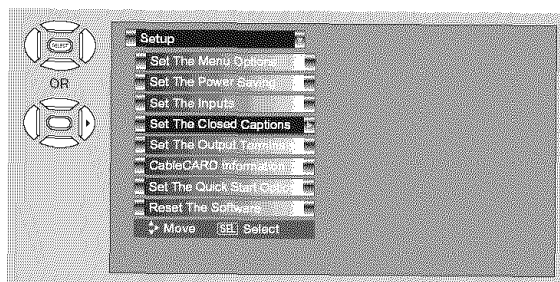 SELECT
OR
Setup
Set The Menu Options
Set The Power Saving
Set The Inputs
Set The Closed Captions
Set The Output Terminals
CableCARD Information
Set The Quick Start Option
Reset The Software
Move SEL Select